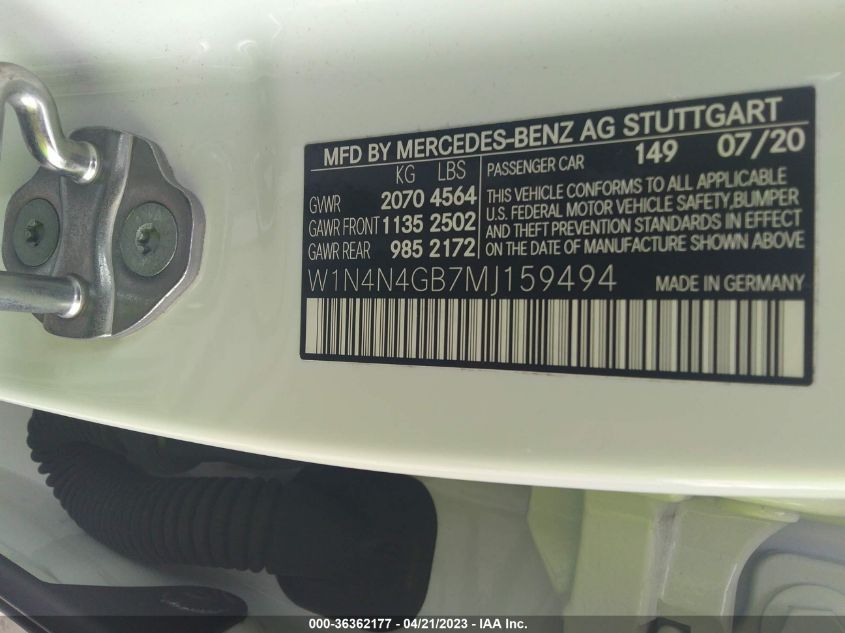 MFD BY MERCEDES-BENZ AG STUTTGART
KG LBS
GVWR 2070 4564
GAWR FRONT 1135 2502
GAWR REAR 985 2172
PASSENGER CAR 149 07/20
THIS VEHICLE CONFORMS TO ALL APPLICABLE
U.S. FEDERAL MOTOR VEHICLE SAFETY,BUMPER
AND THEFT PREVENTION STANDARDS IN EFFECT
ON THE DATE OF MANUFACTURE SHOWN ABOVE
W1N4N4GB7MJ159494 MADE IN GERMANY
000-36362177 - 04/21/2023 - IAA Inc.